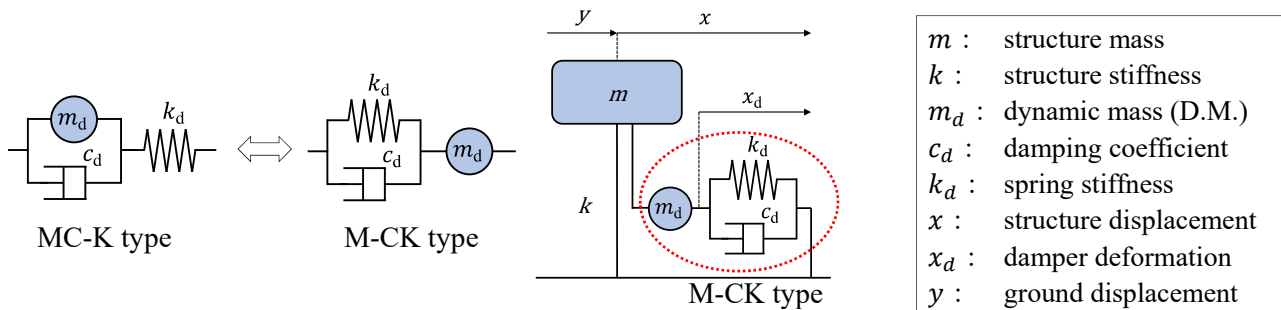 m_d
c_d
k_d
MC-K type
k_d
c_d
m_d
M-CK type
y x
m
x_d
k_d
k m_d
c_d
M-CK type
m : structure mass
k : structure stiffness
m_d : dynamic mass (D.M.)
c_d : damping coefficient
k_d : spring stiffness
x : structure displacement
x_d : damper deformation
y : ground displacement